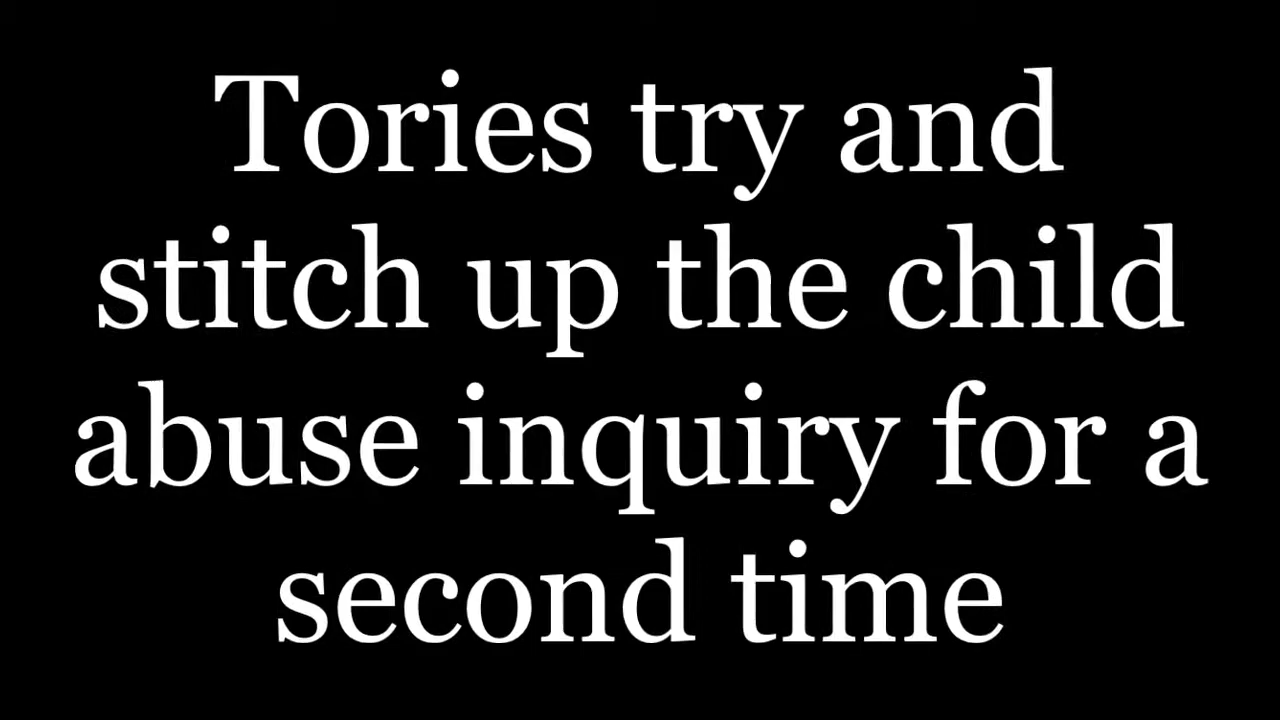 Tories try and
stitch up the child
abuse inquiry for a
second time